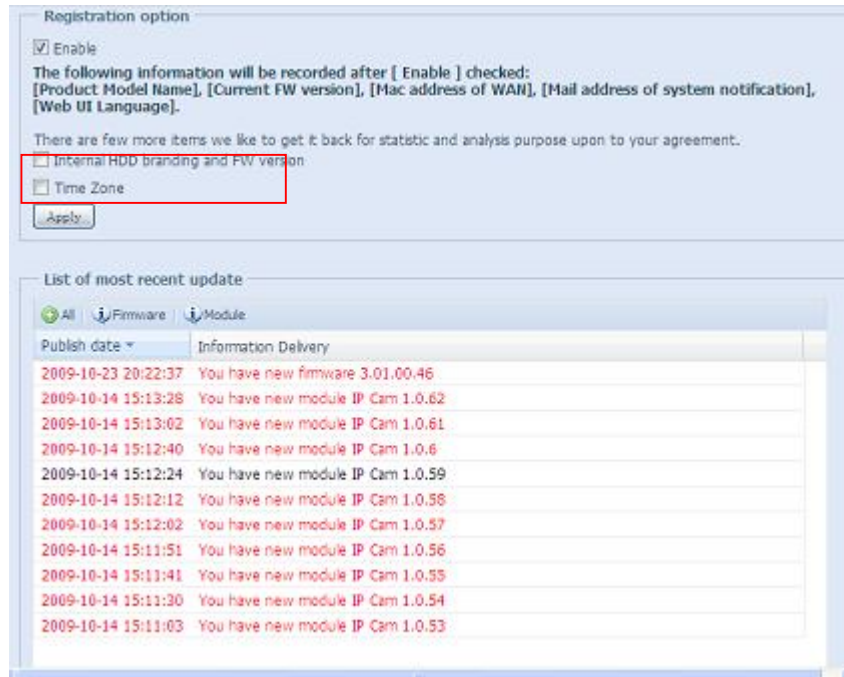 Registration option
Enable
The following information will be recorded after [ Enable ] checked:
[Product Model Name], [Current FW version], [Mac address of WAN], [Mail address of system notification],
[Web UI Language].
There are few more items we like to get it back for statistic and analysis purpose upon to your agreement.
Internal HDD branding and FW version
Time Zone
Apply
List of most recent update
All Firmware Module
Publish date Information Delivery
2009-10-23 20:22:37 You have new firmware 3.01.00.46
2009-10-14 15:13:28 You have new module IP Cam 1.0.62
2009-10-14 15:13:02 You have new module IP Cam 1.0.61
2009-10-14 15:12:40 You have new module IP Cam 1.0.6
2009-10-14 15:12:24 You have new module IP Cam 1.0.59
2009-10-14 15:12:12 You have new module IP Cam 1.0.58
2009-10-14 15:12:02 You have new module IP Cam 1.0.57
2009-10-14 15:11:51 You have new module IP Cam 1.0.56
2009-10-14 15:11:41 You have new module IP Cam 1.0.55
2009-10-14 15:11:30 You have new module IP Cam 1.0.54
2009-10-14 15:11:03 You have new module IP Cam 1.0.53